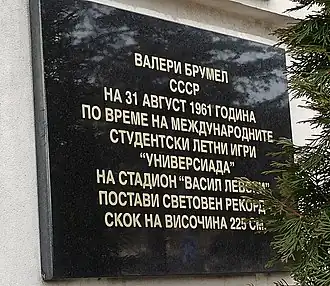 ВАЛЕРИ БРУМЕЛ
СССР
НА 31 АВГУСТ 1961 ГОДИНА
ПО ВРЕМЕ НА МЕЖДУНАРОДНИТЕ
СТУДЕНТСКИ ЛЕТНИ ИГРИ
"УНИВЕРСИАДА"
НА СТАДИОН "ВАСИЛ ЛЕВСКИ"
ПОСТАВИ СВЕТОВЕН РЕКОРД
СКОК НА ВИСОЧИНА 225 СМ.